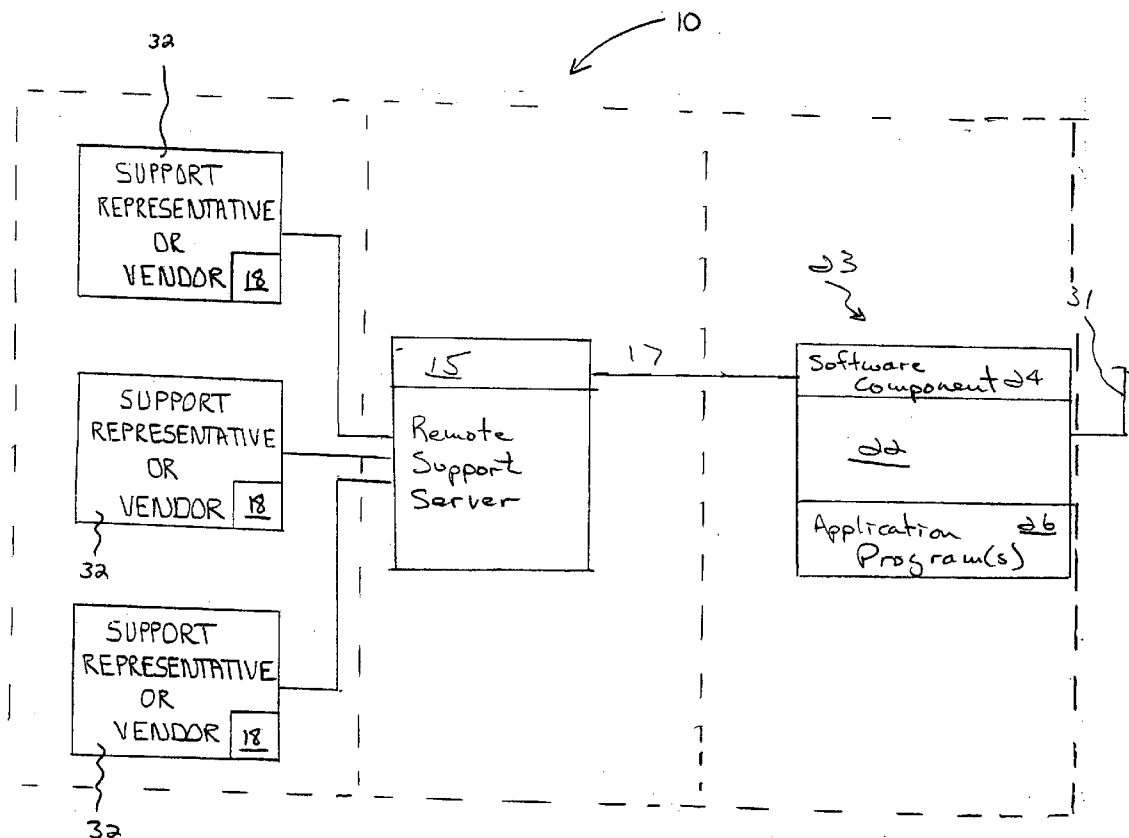 10
32
SUPPORT
REPRESENTATIVE
OR
VENDOR 18
SUPPORT
REPRESENTATIVE
OR
VENDOR 18
32
SUPPORT
REPRESENTATIVE
OR
VENDOR 18
32
15
Remote
Support
Server
17
23
Software
Component 24
22
Application 26
Program(s)
31